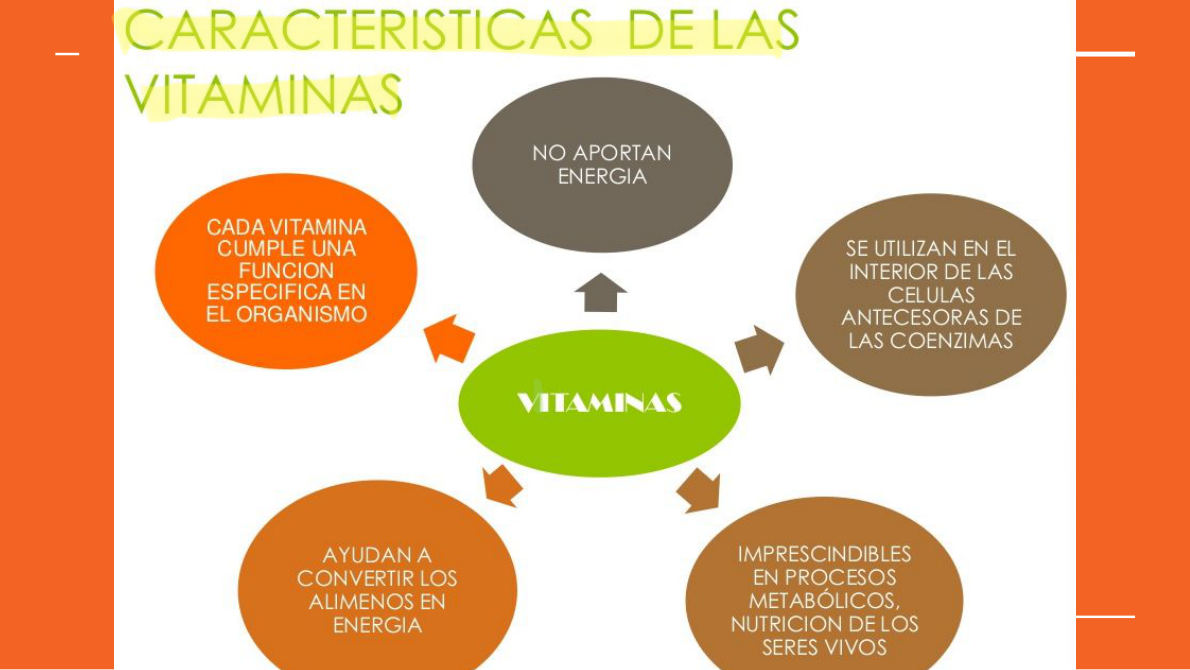 CARACTERISTICAS DE LAS
VITAMINAS
NO APORTAN
ENERGIA
CADA VITAMINA
CUMPLE UNA
FUNCION
ESPECIFICA EN
EL ORGANISMO
SE UTILIZAN EN EL
INTERIOR DE LAS
CELULAS
ANTECESORAS DE
LAS COENZIMAS
VITAMINAS
AYUDAN A
CONVERTIR LOS
ALIMENOS EN
ENERGIA
IMPRESCINDIBLES
EN PROCESOS
METABÓLICOS,
NUTRICION DE LOS
SERES VIVOS